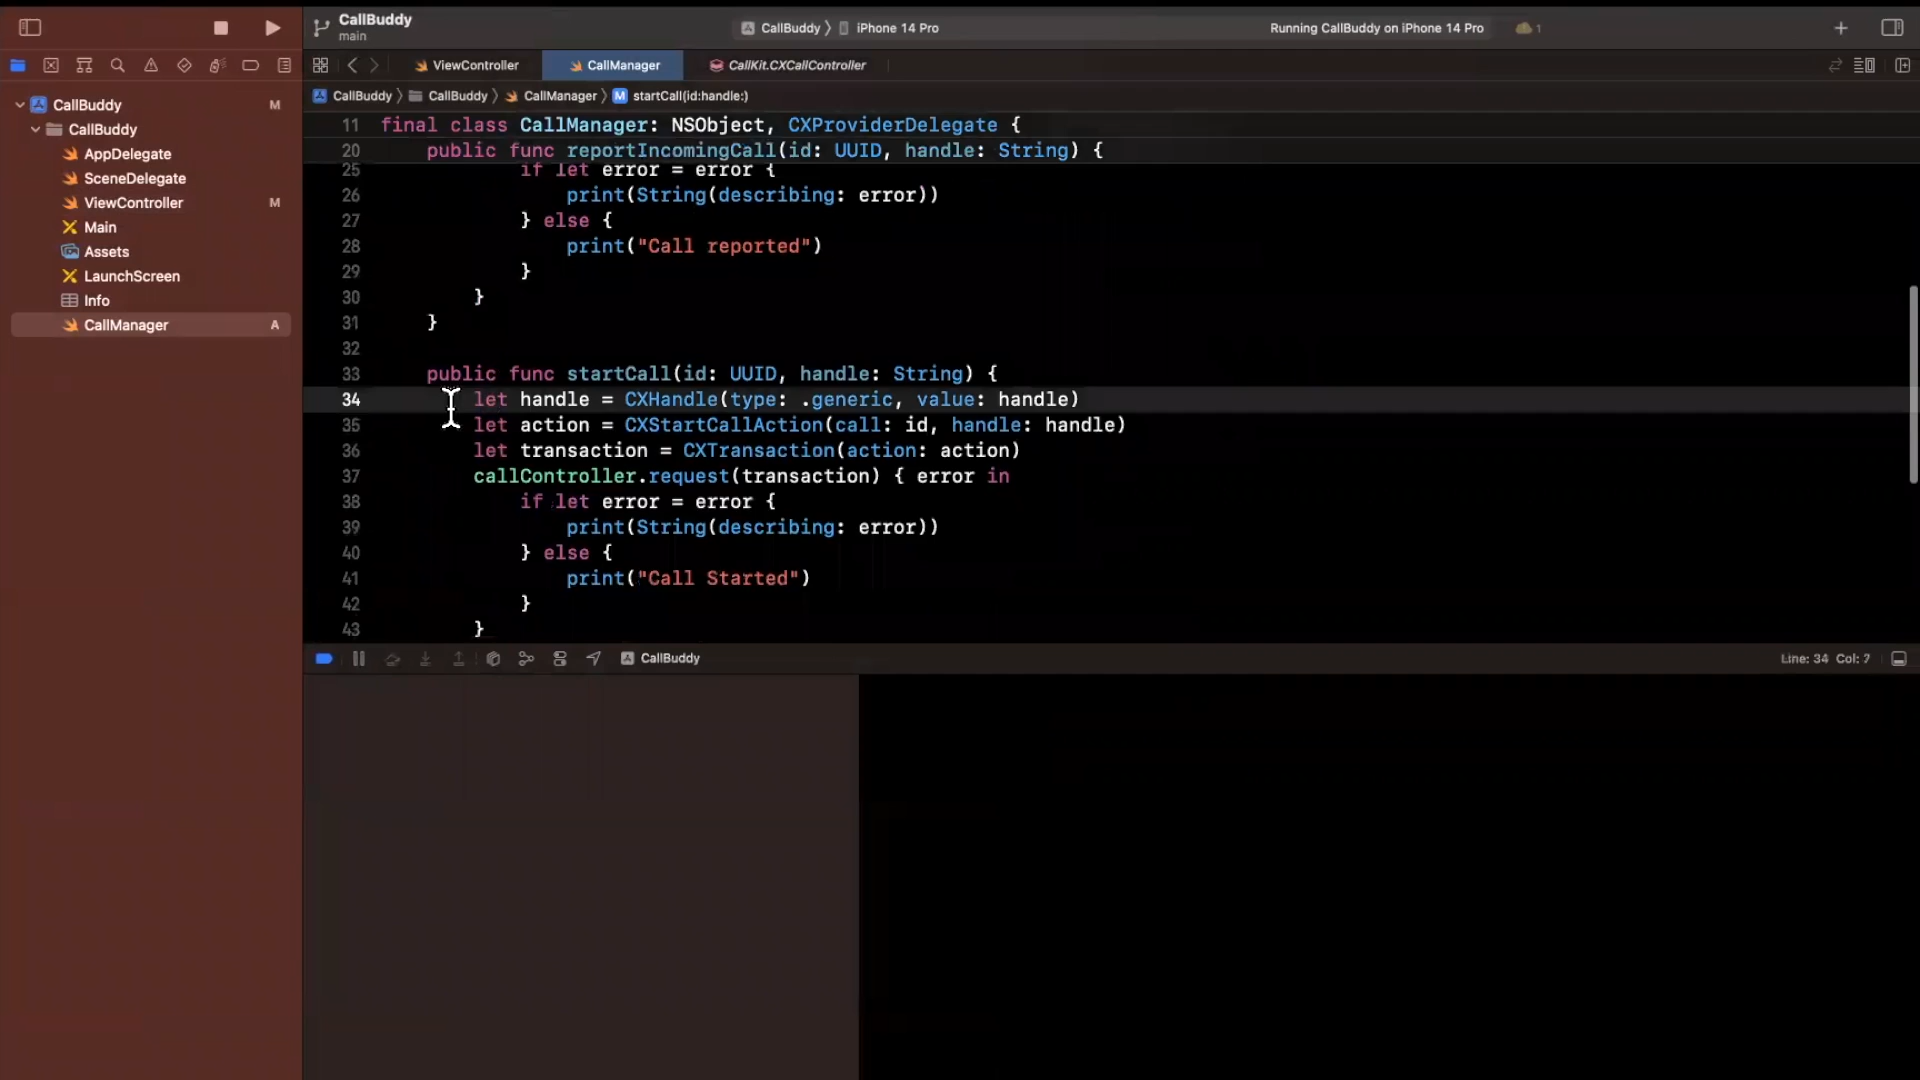 CallBuddy
main
CallBuddy
iPhone 14 Pro
Running CallBuddy on iPhone 14 Pro
1
ViewController
CallManager
CallKit.CXCallController
CallBuddy
CallBuddy
CallManager
M startCall(id:handle:)
CallBuddy M
CallBuddy
AppDelegate
SceneDelegate
ViewController M
Main
Assets
LaunchScreen
Info
CallManager A
11 final class CallManager: NSObject, CXProviderDelegate {
20 public func reportIncomingCall(id: UUID, handle: String) {
25 if let error = error {
26 print(String(describing: error))
27 } else {
28 print("Call reported")
29 }
30 }
31 }
32
33 public func startCall(id: UUID, handle: String) {
34 let handle = CXHandle(type: .generic, value: handle)
35 let action = CXStartCallAction(call: id, handle: handle)
36 let transaction = CXTransaction(action: action)
37 callController.request(transaction) { error in
38 if let error = error {
39 print(String(describing: error))
40 } else {
41 print("Call Started")
42 }
43 }
CallBuddy
Line: 34 Col: 7